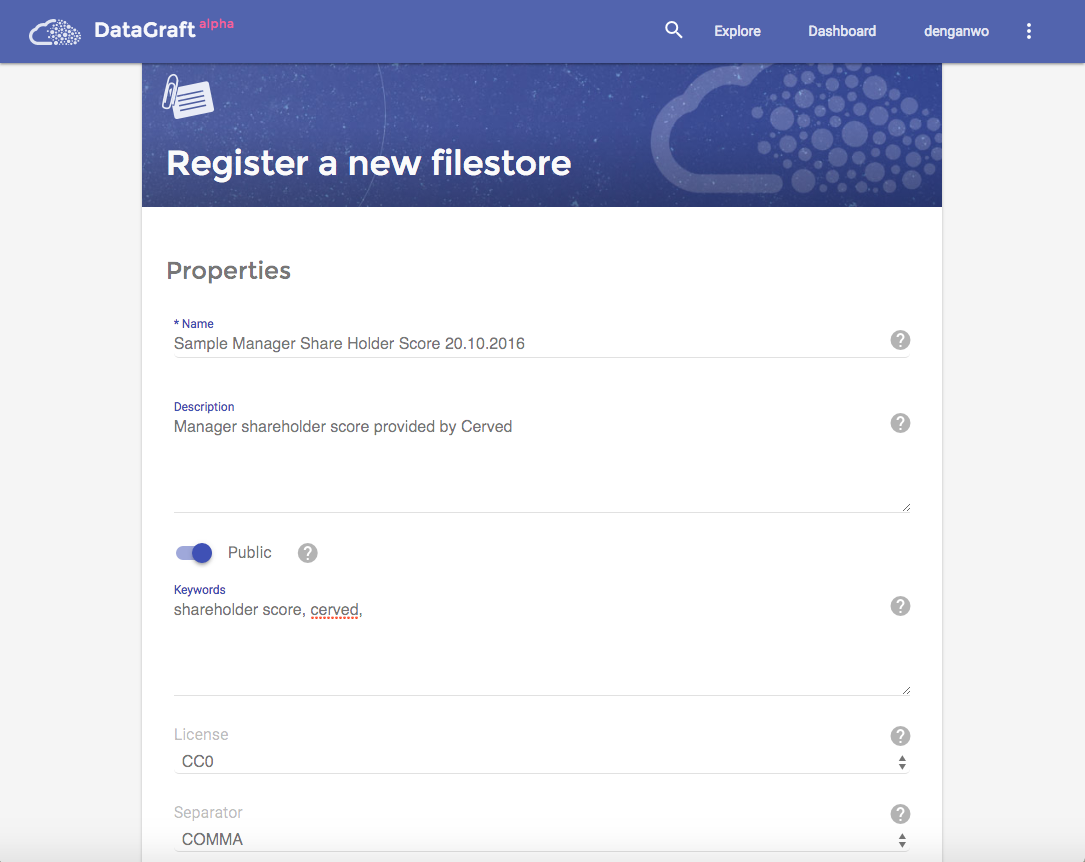 DataGraft alpha
Explore
Dashboard
denganwo
Register a new filestore
Properties
* Name
Sample Manager Share Holder Score 20.10.2016
?
Description
Manager shareholder score provided by Cerved
?
Public
?
Keywords
shareholder score, cerved,
?
License
?
CC0
Separator
?
COMMA